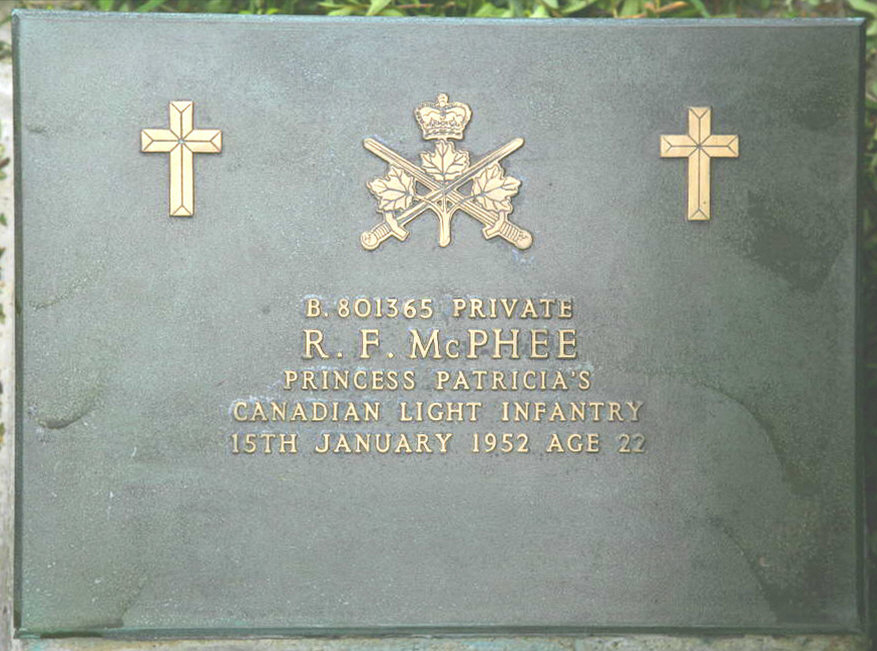 B. 801365 PRIVATE
R. F. McPHEE
PRINCESS PATRICIA'S
CANADIAN LIGHT INFANTRY
15TH JANUARY 1952 AGE 22